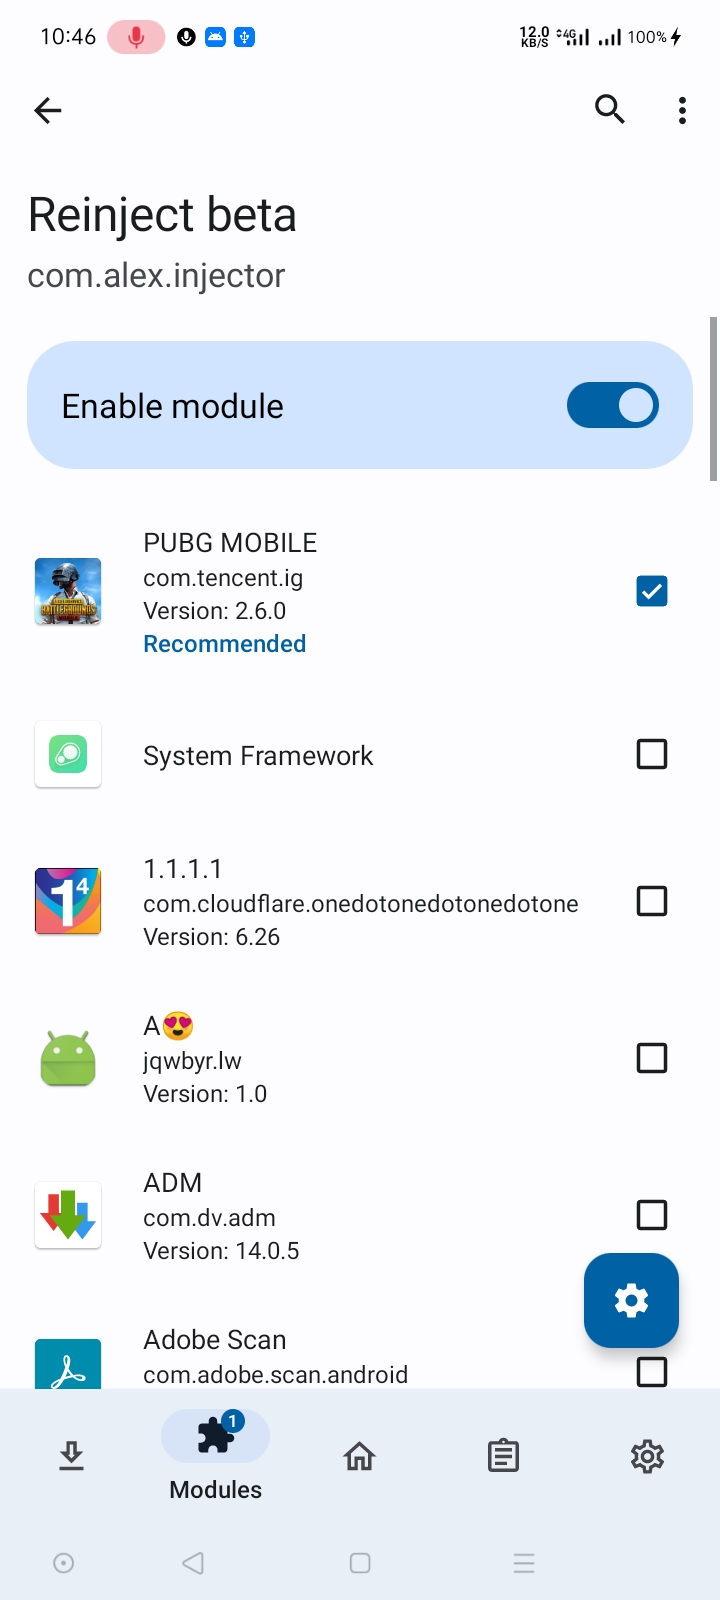 10:46
12.0
KB/S
4G
100%
Reinject beta
com.alex.injector
Enable module
PUBG MOBILE
com.tencent.ig
Version: 2.6.0
Recommended
System Framework
1.1.1.1
com.cloudflare.onedotonedotonedotone
Version: 6.26
A😍
jqwbyr.lw
Version: 1.0
ADM
com.dv.adm
Version: 14.0.5
Adobe Scan
com.adobe.scan.android
1
Modules